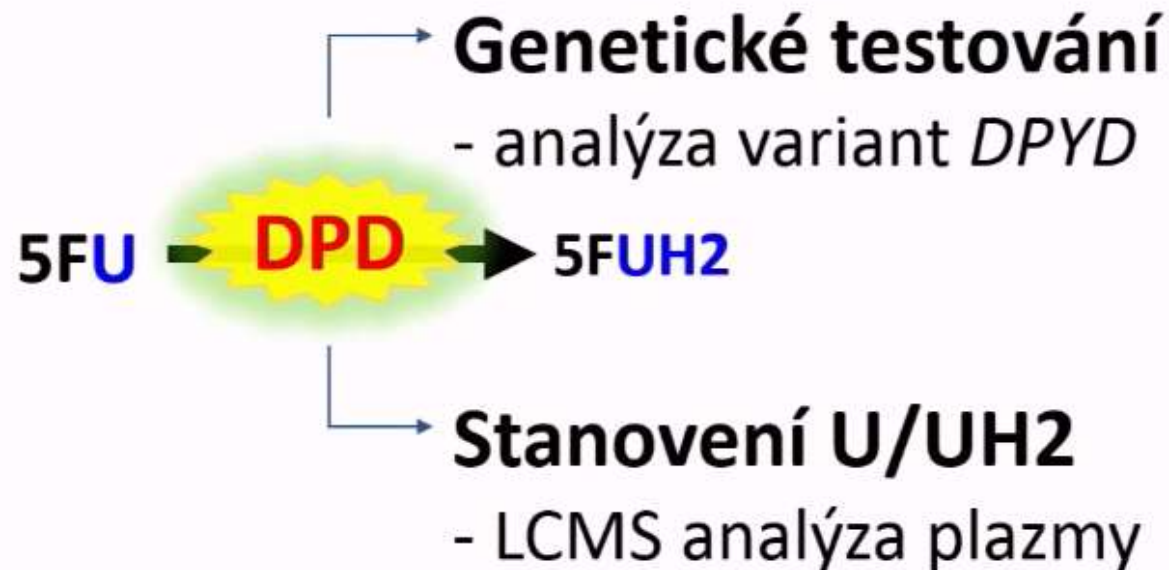 Genetické testování
- analýza variant DPYD
5FU DPD 5FUH2
Stanovení U/UH2
- LCMS analýza plazmy